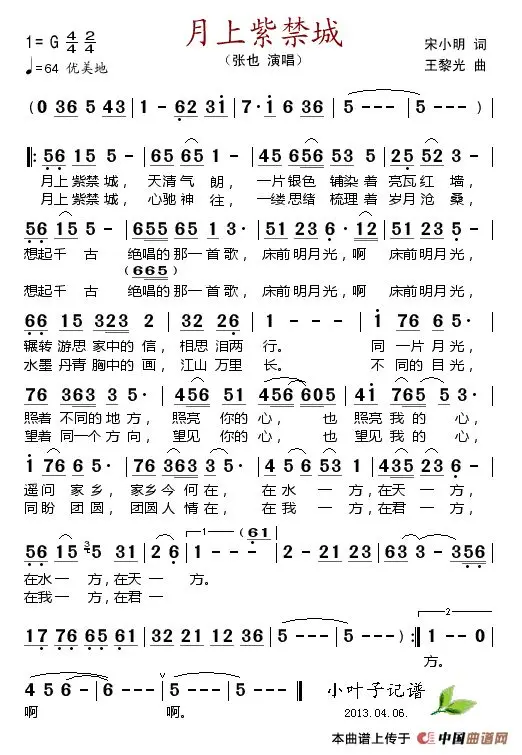 月上紫禁城
1= G 4/4 2/4
♩=64 优美地
（张也 演唱）
宋小明 词
王黎光 曲
(0 36 5 43 | 1 - 62 31 | 7· 1 6 36 | 5 - - - | 5 - - - |
‖: 56 15 5 - | 65 65 1 - | 45 656 53 5 | 25 52 3 - |
月上紫禁 城， 天清气 朗， 一片银色 铺染着 亮瓦红 墙，
月上紫禁 城， 心驰神 往， 一缕思绪 梳理着 岁月沧 桑，
56 15 5 - | 655 65 1 3· | 51 23 6· 12 | 51 23 6 - |
想起千 古 绝唱的那一首歌，床前明月光，啊 床前明月光，
(665)
想起千 古 绝唱的那一首歌，床前明月光，啊 床前明月光，
66 15 323 2 | 32 26 1 | 1 - - - | 1 76 6 5· |
辗转 游思 家中的 信， 相思 泪两 行。 同 一片 月光，
水墨 丹青 胸中的 画， 江山 万里 长。 不 同的 目光，
76 363 3 5· | 456 51 456 605 | 41 65 3 5· |
照着 不同的 地方， 照亮 你的 心， 也 照亮 我的 心，
望着 同一个 方向， 望见 你的 心， 也 望见 我的 心，
1 76 6 5· | 76 363 3 5· | 4 5 6 53 | 435 23 6 - |
遥问 家乡， 家乡今 何在， 在 水 一 方，在天 一 方，
同盼 团圆， 团圆人 情在， 在 我 一 方，在君 一 方，
56 15 3 5 31 | 2 6 | 1 (61 | 1 - - - | 2 - 21 23 | 63 3 - 356 |
在水 一 方，在天 一 方。
在我 一 方，在君 一
17 76 65 61 | 32 21 12 36 | 5 - - - | 5 - - - ) :‖ 2 1 - - 0 |
方。
4 5 6 6 - | 6 - - - ∨ | 5 - - - | 5 - - - ‖
啊 啊。
小叶子记谱
2013.04.06.
本曲谱上传于 中国曲谱网